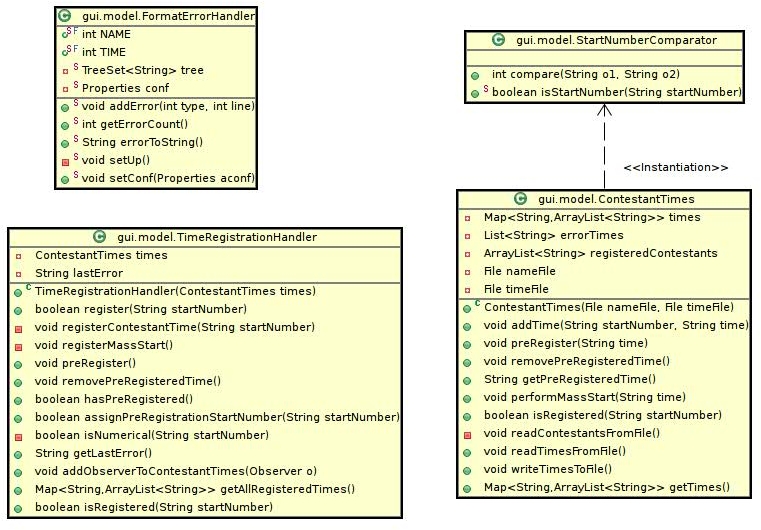 C gui.model.FormatErrorHandler
S F int NAME
S F int TIME
S TreeSet<String> tree
S Properties conf
S void addError(int type, int line)
S int getErrorCount()
S String errorToString()
S void setUp()
S void setConf(Properties aconf)
C gui.model.StartNumberComparator
int compare(String o1, String o2)
S boolean isStartNumber(String startNumber)
<<Instantiation>>
C gui.model.TimeRegistrationHandler
ContestantTimes times
String lastError
C TimeRegistrationHandler(ContestantTimes times)
boolean register(String startNumber)
void registerContestantTime(String startNumber)
void registerMassStart()
void preRegister()
void removePreRegisteredTime()
boolean hasPreRegistered()
boolean assignPreRegistrationStartNumber(String startNumber)
boolean isNumerical(String startNumber)
String getLastError()
void addObserverToContestantTimes(Observer o)
Map<String,ArrayList<String>> getAllRegisteredTimes()
boolean isRegistered(String startNumber)
C gui.model.ContestantTimes
Map<String,ArrayList<String>> times
List<String> errorTimes
ArrayList<String> registeredContestants
File nameFile
File timeFile
C ContestantTimes(File nameFile, File timeFile)
void addTime(String startNumber, String time)
void preRegister(String time)
void removePreRegisteredTime()
String getPreRegisteredTime()
void performMassStart(String time)
boolean isRegistered(String startNumber)
void readContestantsFromFile()
void readTimesFromFile()
void writeTimesToFile()
Map<String,ArrayList<String>> getTimes()